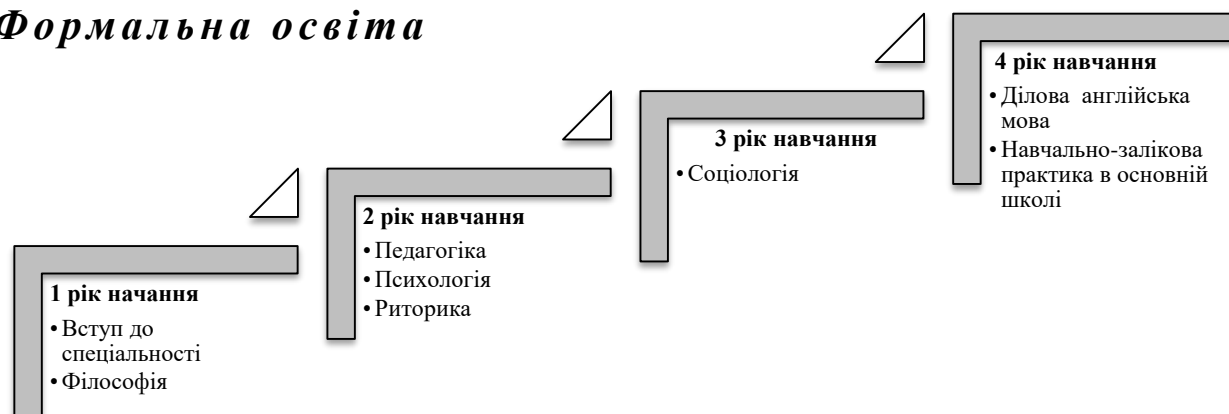 Формальна освіта
1 рік начання
• Вступ до
спеціальності
• Філософія
2 рік навчання
• Педагогіка
• Психологія
• Риторика
3 рік навчання
• Соціологія
4 рік навчання
• Ділова англійська
мова
• Навчально-залікова
практика в основній
школі